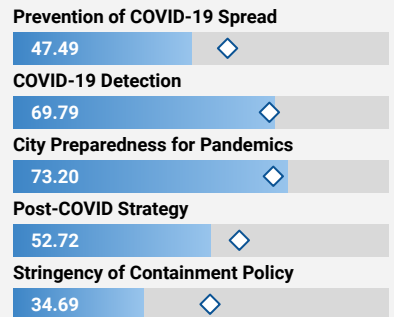 Prevention of COVID-19 Spread
47.49
COVID-19 Detection
69.79
City Preparedness for Pandemics
73.20
Post-COVID Strategy
52.72
Stringency of Containment Policy
34.69